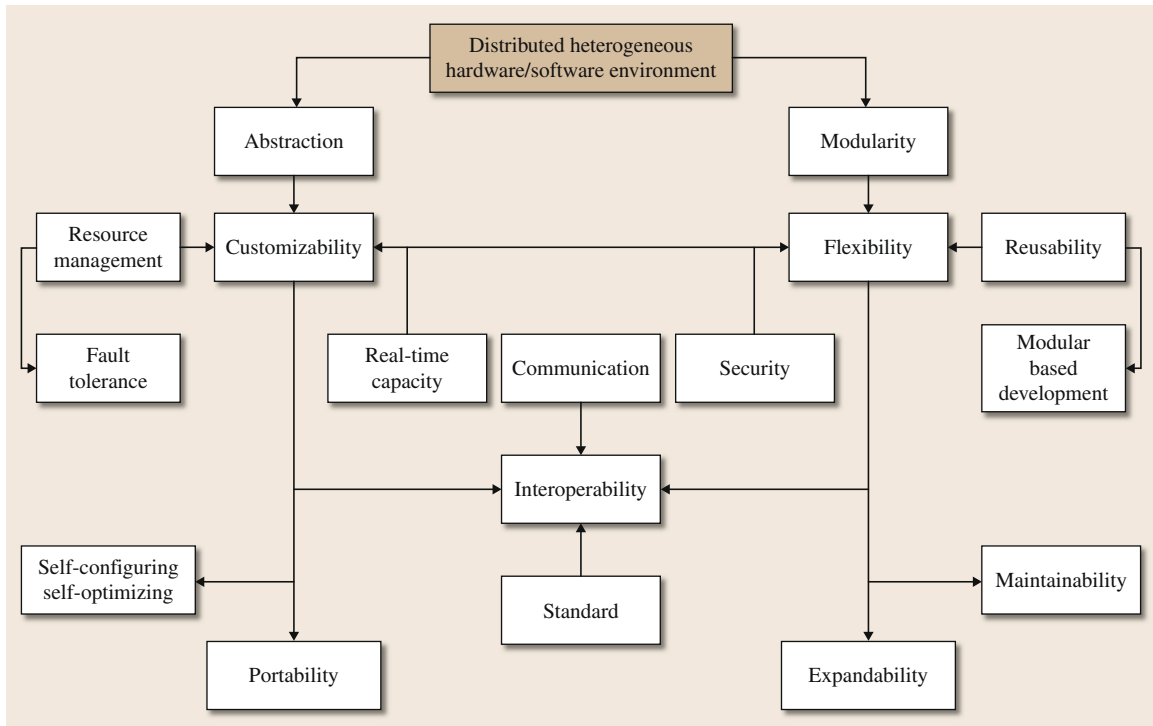 Distributed heterogeneous
hardware/software environment
Abstraction
Modularity
Resource
management
Customizability
Flexibility
Reusability
Fault
tolerance
Real-time
capacity
Communication
Security
Modular
based
development
Interoperability
Self-configuring
self-optimizing
Standard
Maintainability
Portability
Expandability